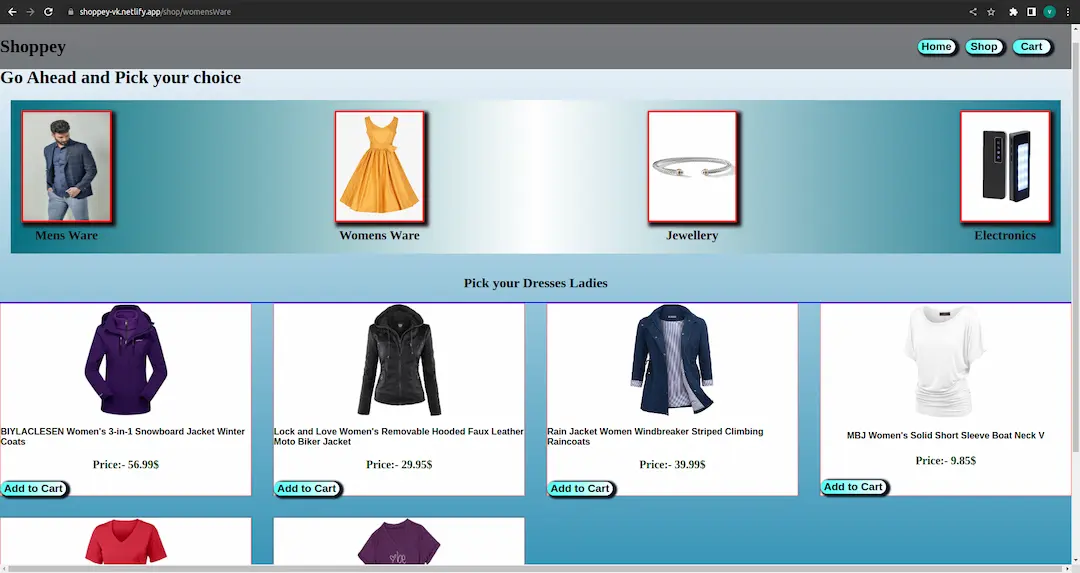 shoppey-vk.netlify.app/shop/womensWare
Shoppey
Home Shop Cart
Go Ahead and Pick your choice
Mens Ware Womens Ware Jewellery Electronics
Pick your Dresses Ladies
BIYLACLESEN Women's 3-in-1 Snowboard Jacket Winter
Coats
Price:- 56.99$
Add to Cart
Lock and Love Women's Removable Hooded Faux Leather
Moto Biker Jacket
Price:- 29.95$
Add to Cart
Rain Jacket Women Windbreaker Striped Climbing
Raincoats
Price:- 39.99$
Add to Cart
MBJ Women's Solid Short Sleeve Boat Neck V
Price:- 9.85$
Add to Cart
be